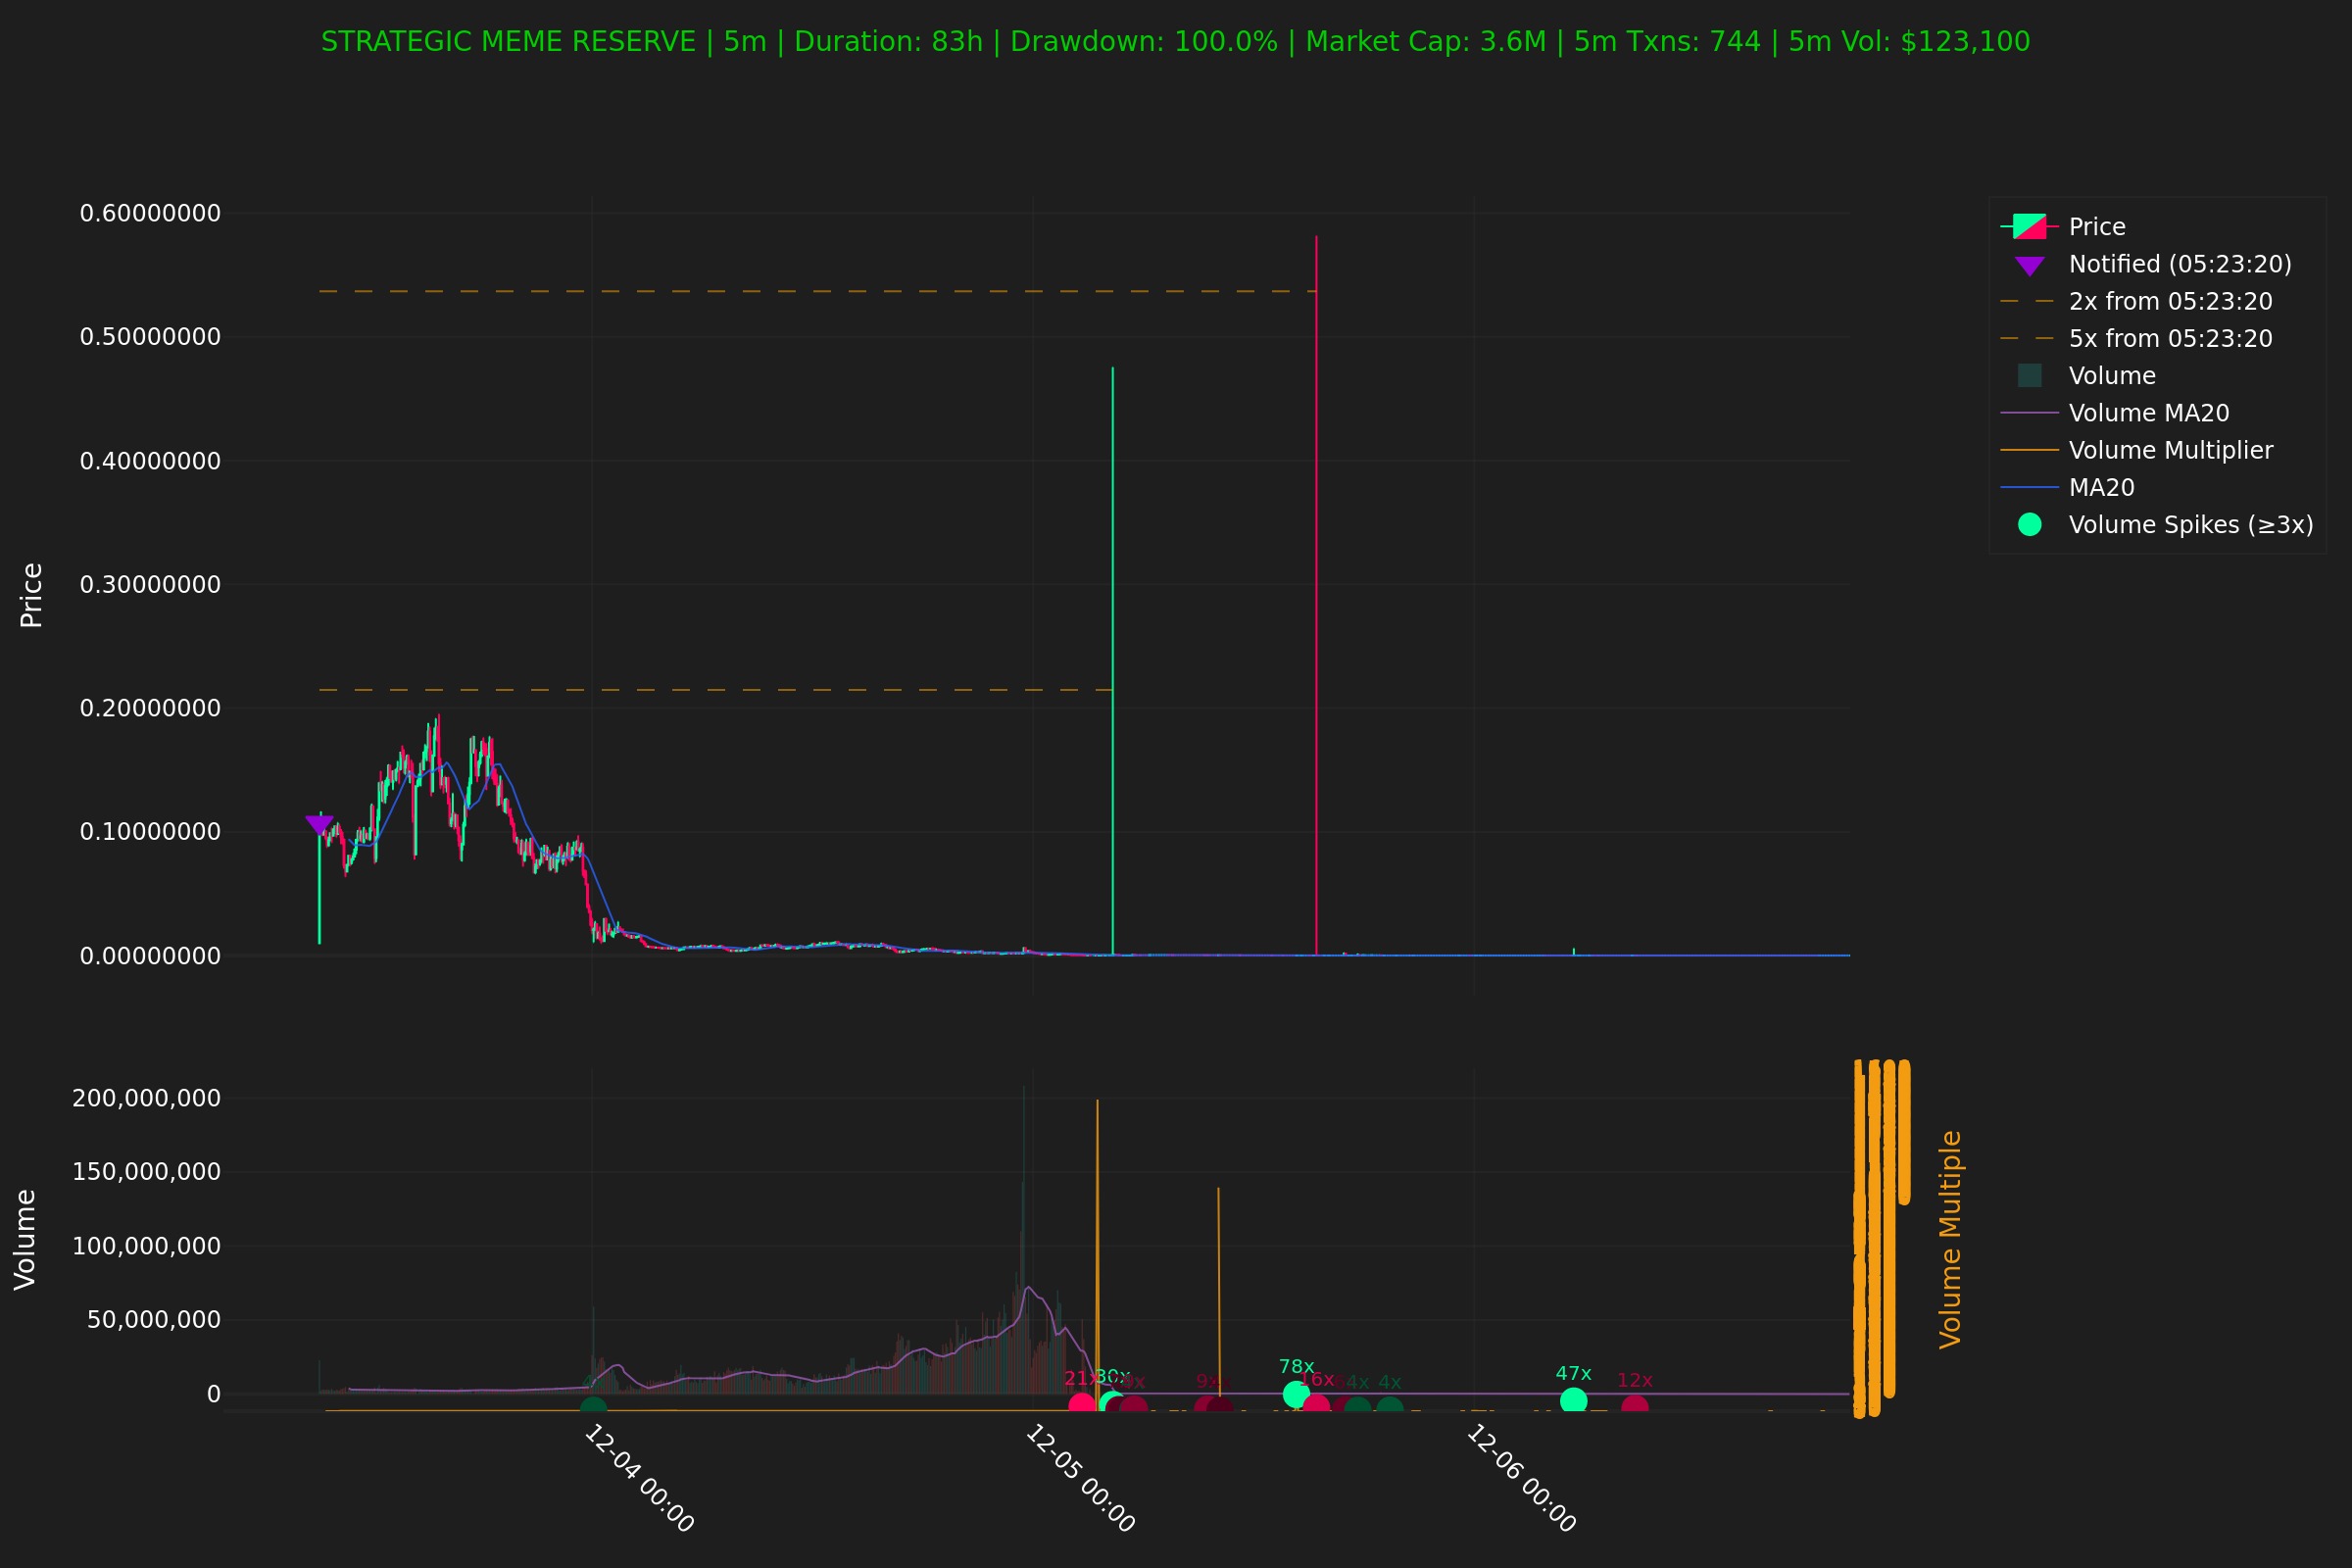 STRATEGIC MEME RESERVE | 5m | Duration: 83h | Drawdown: 100.0% | Market Cap: 3.6M | 5m Txns: 744 | 5m Vol: $123,100
Price
0.60000000
0.50000000
0.40000000
0.30000000
0.20000000
0.10000000
0.00000000
Price
Notified (05:23:20)
2x from 05:23:20
5x from 05:23:20
Volume
Volume MA20
Volume Multiplier
MA20
Volume Spikes (≥3x)
Volume
200,000,000
150,000,000
100,000,000
50,000,000
0
21x
30x
78x
16x
4x
4x
47x
12x
Volume Multiple
12-04 00:00
12-05 00:00
12-06 00:00